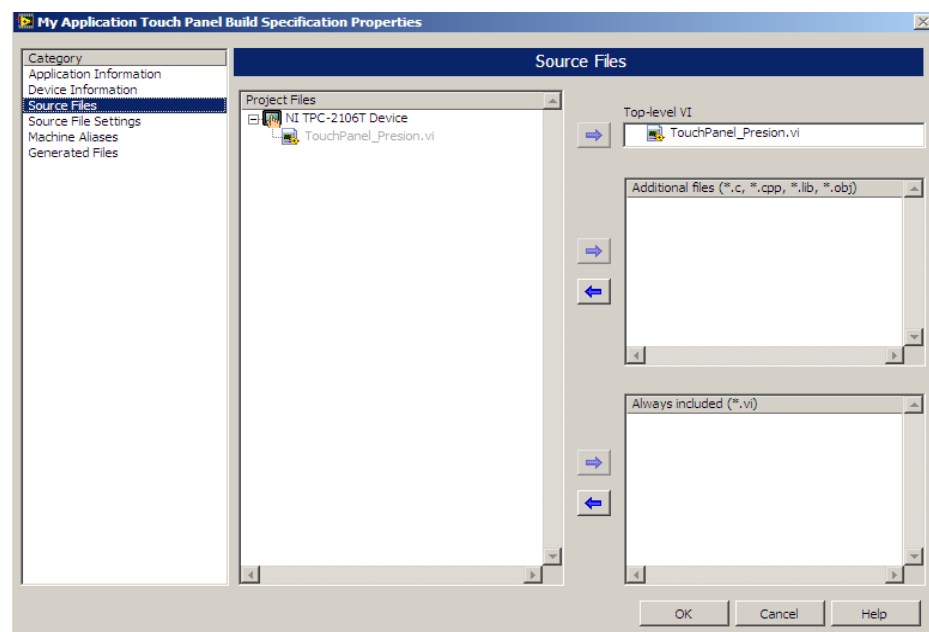 My Application Touch Panel Build Specification Properties
Category
Application Information
Device Information
Source Files
Source File Settings
Machine Aliases
Generated Files
Source Files
Project Files
NI TPC-2106T Device
TouchPanel_Presion.vi
Top-level VI
TouchPanel_Presion.vi
Additional files (*.c, *.cpp, *.lib, *.obj)
Always included (*.vi)
OK Cancel Help